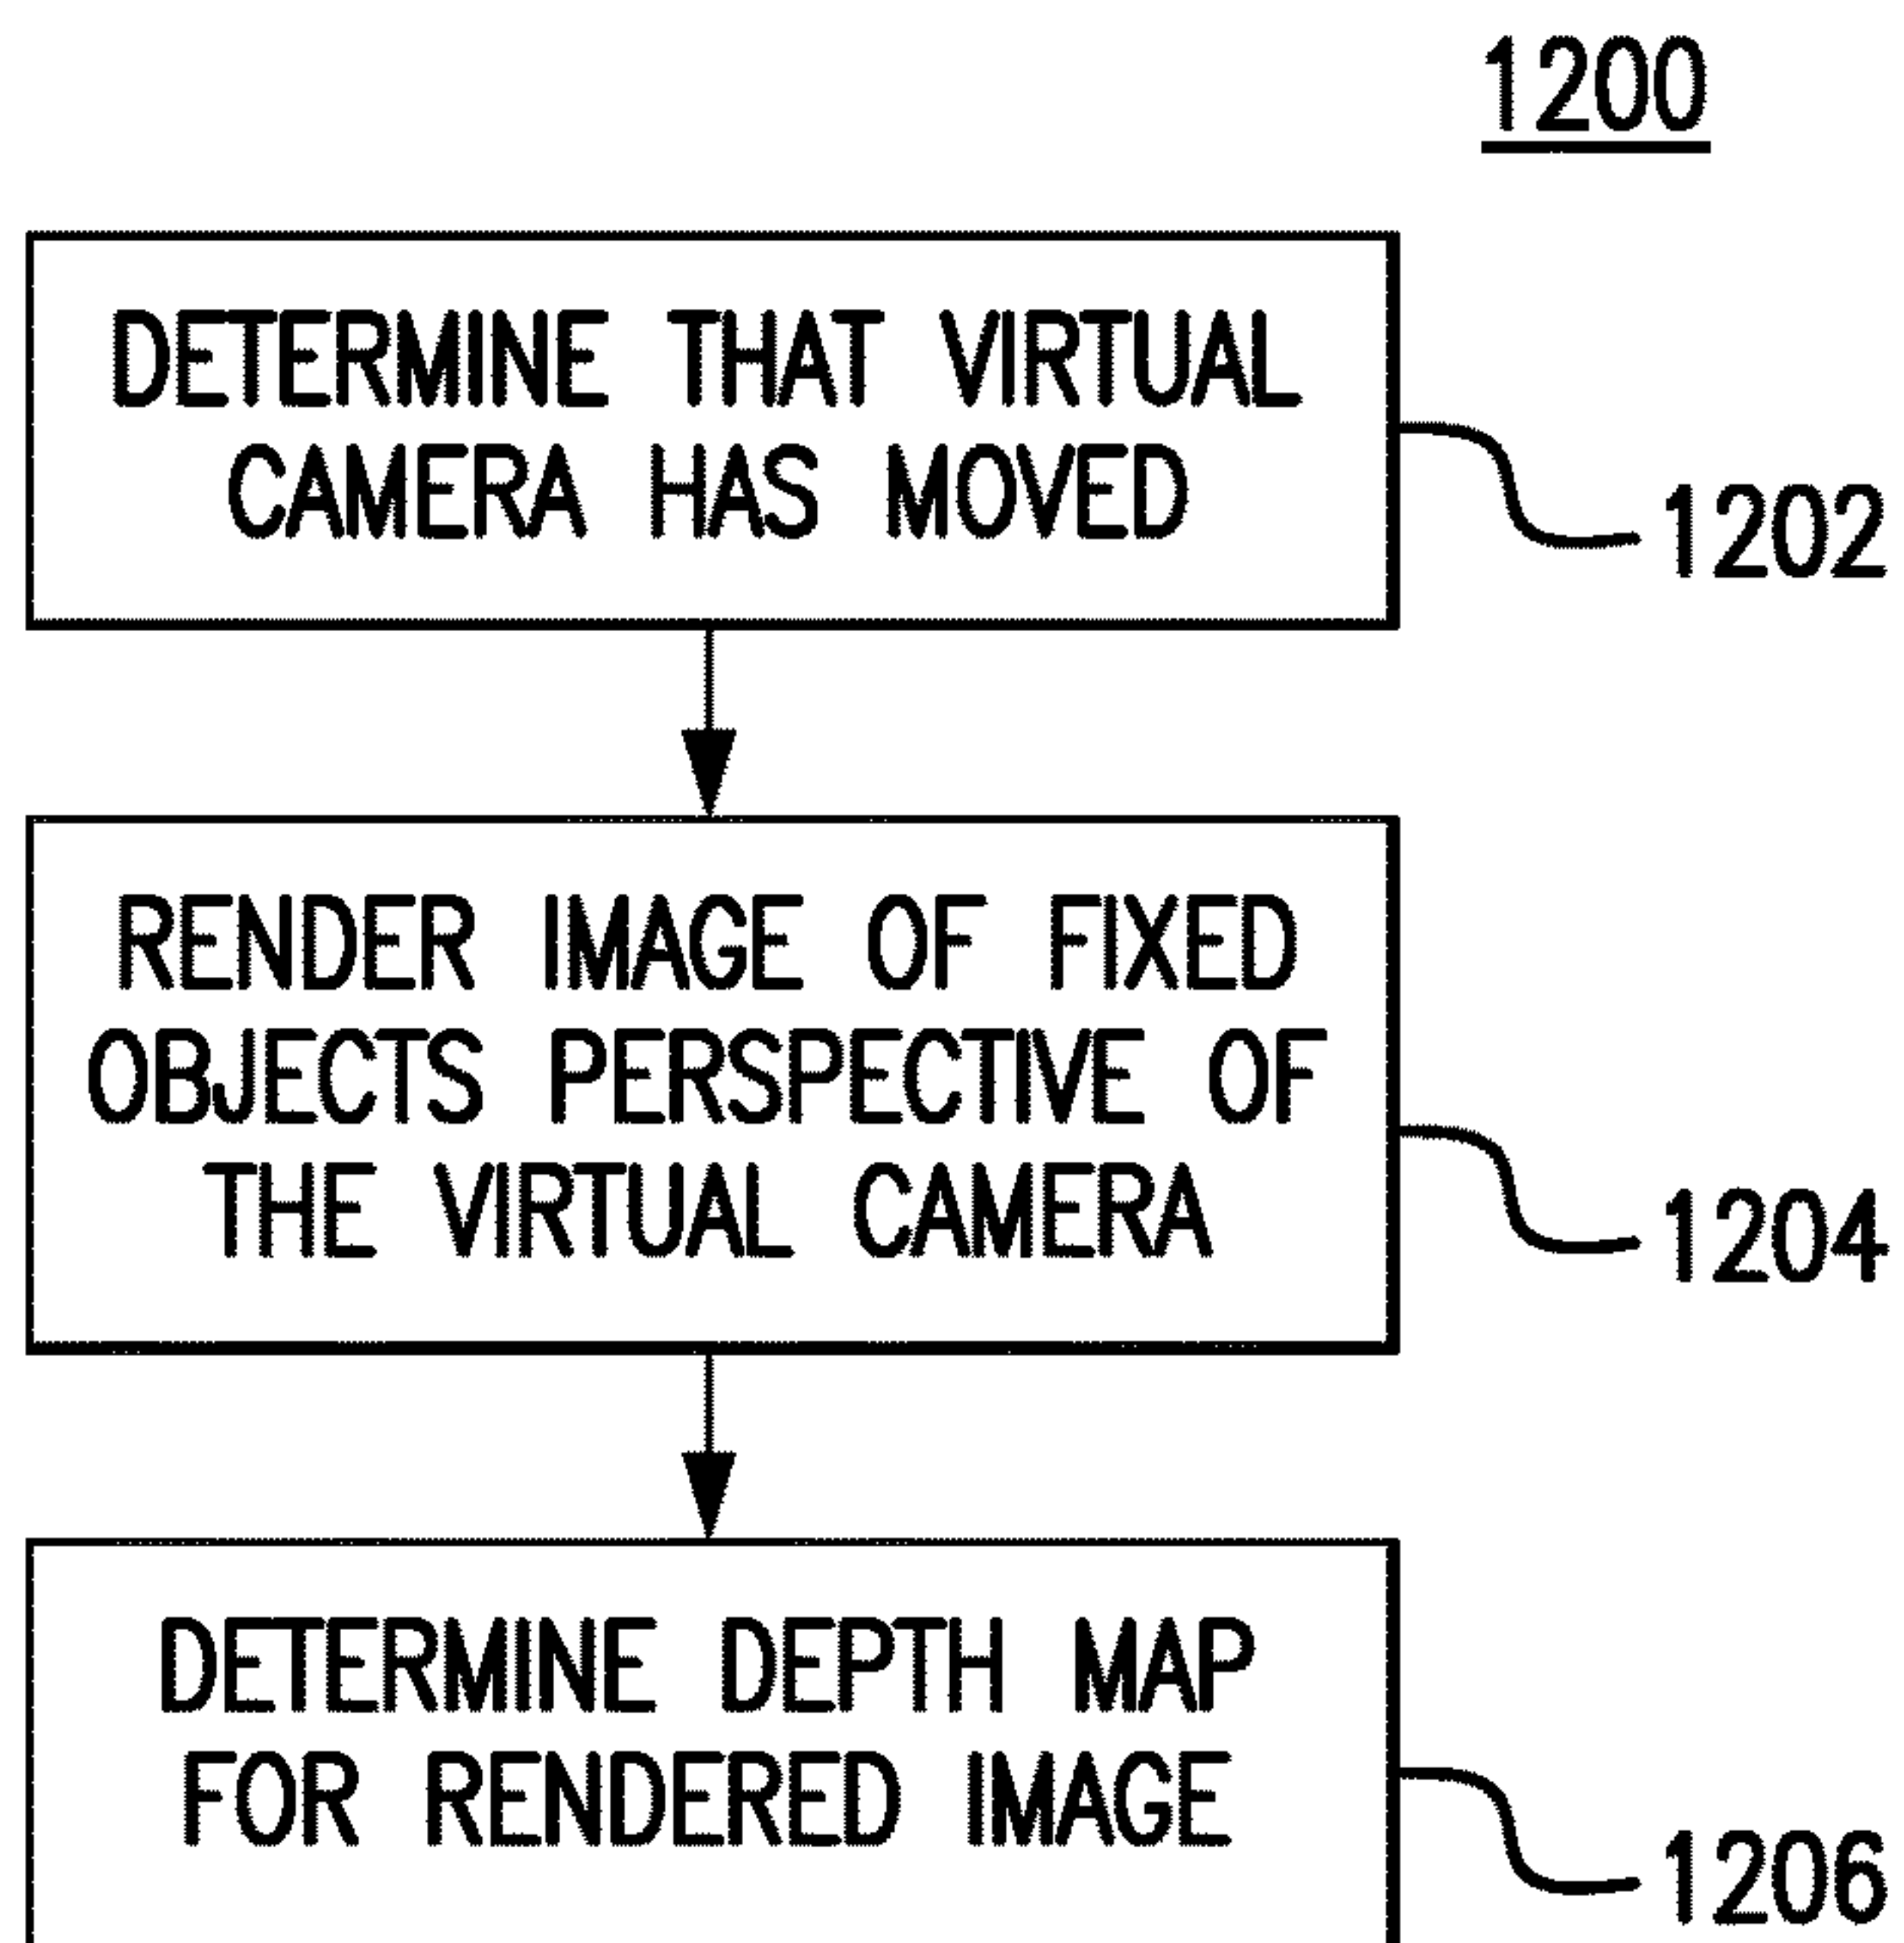 1200
DETERMINE THAT VIRTUAL
CAMERA HAS MOVED
1202
RENDER IMAGE OF FIXED
OBJECTS PERSPECTIVE OF
THE VIRTUAL CAMERA
1204
DETERMINE DEPTH MAP
FOR RENDERED IMAGE
1206